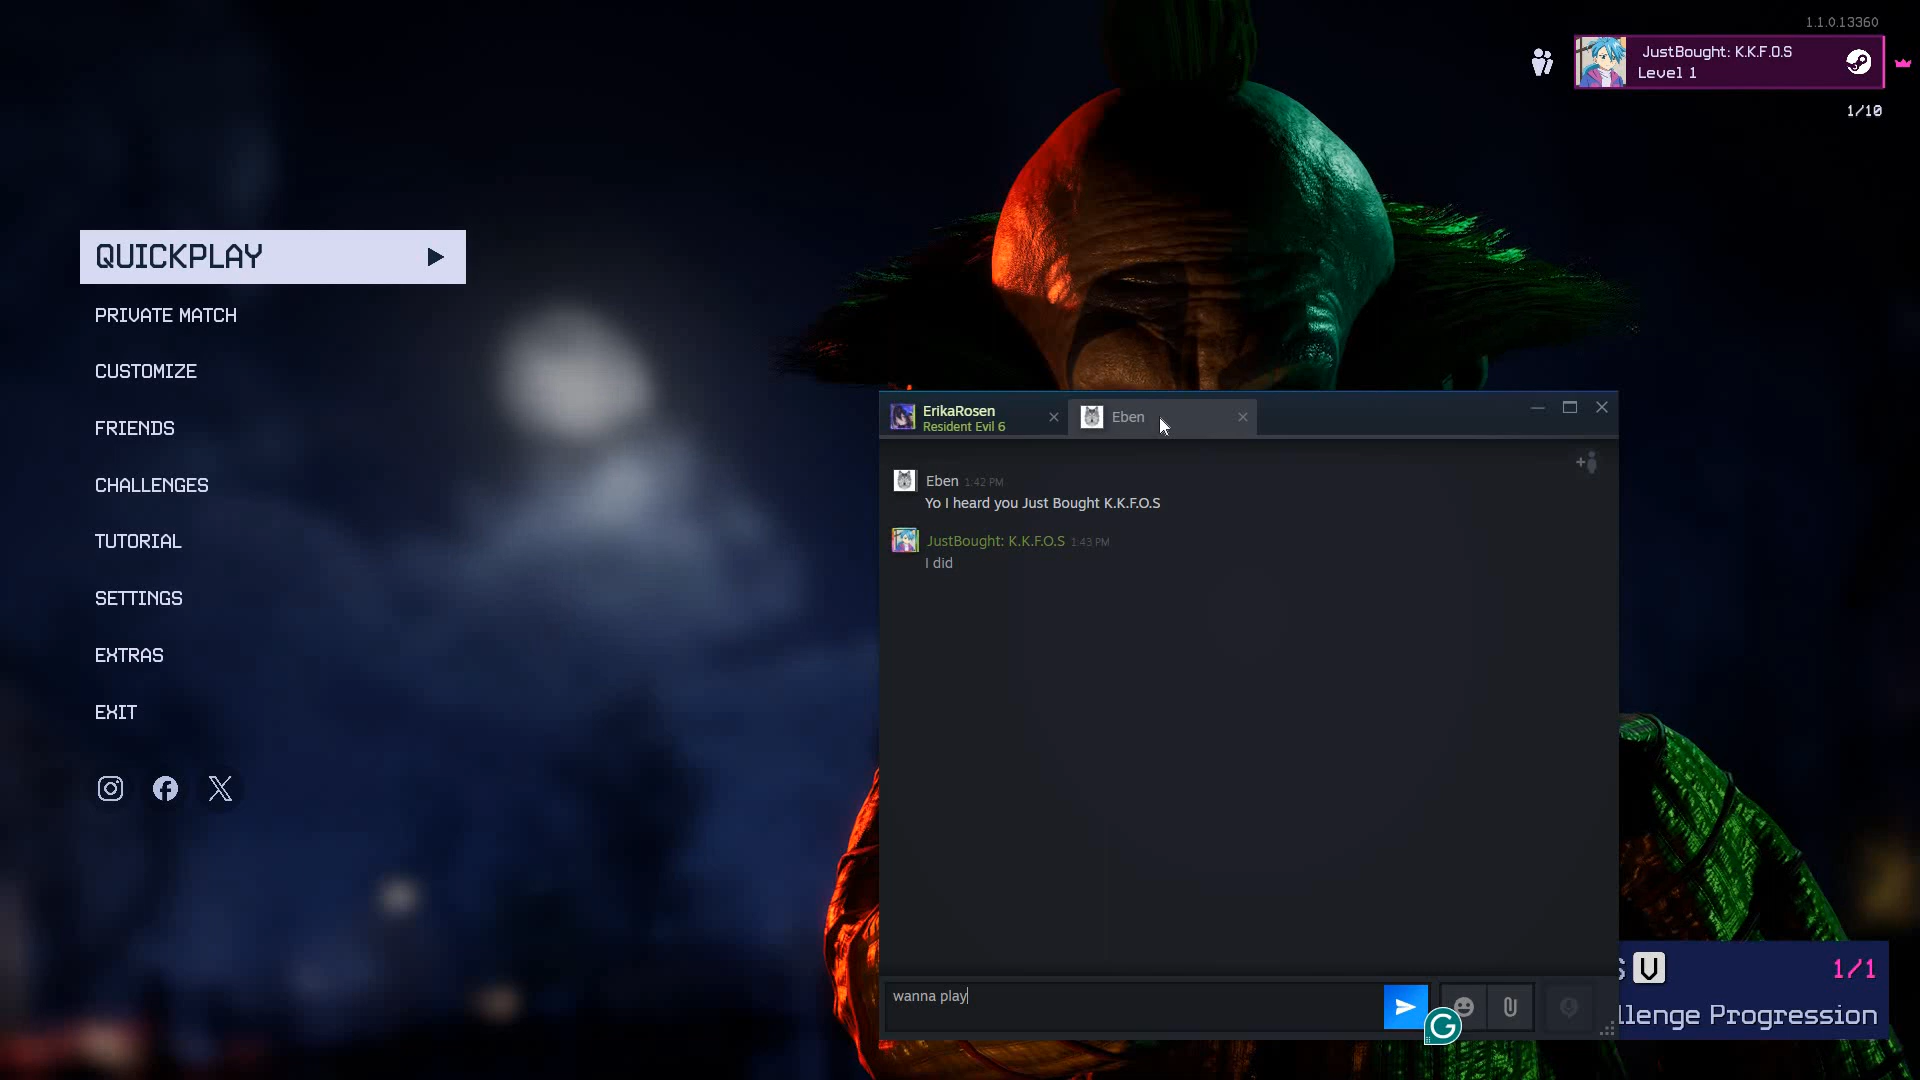 1.1.0.13360
JustBought: K.K.F.O.S
Level 1
1/10
QUICKPLAY
PRIVATE MATCH
CUSTOMIZE
FRIENDS
CHALLENGES
TUTORIAL
SETTINGS
EXTRAS
EXIT
ErikaRosen
Resident Evil 6
Eben
Eben 1:42 PM
Yo I heard you Just Bought K.K.F.O.S
JustBought: K.K.F.O.S 1:43 PM
I did
wanna play
U
1/1
llenge Progression